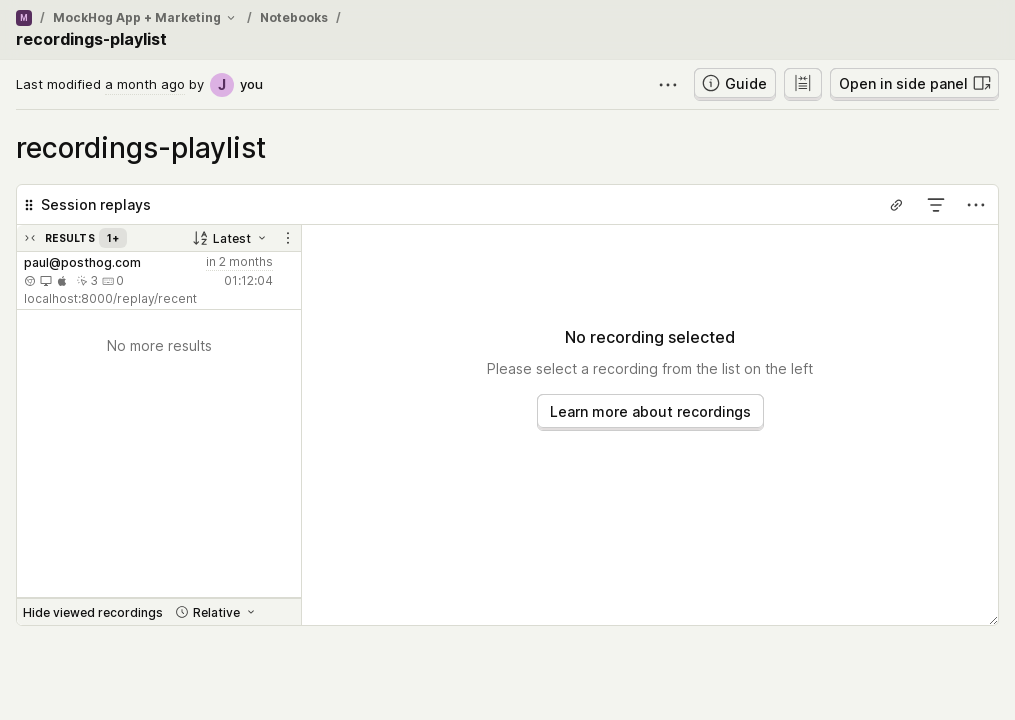 M / MockHog App + Marketing / Notebooks /
recordings-playlist
Last modified a month ago by J you
Guide
Open in side panel
recordings-playlist
Session replays
RESULTS 1+ Latest
paul@posthog.com in 2 months
3 0 01:12:04
localhost:8000/replay/recent
No more results
No recording selected
Please select a recording from the list on the left
Learn more about recordings
Hide viewed recordings Relative